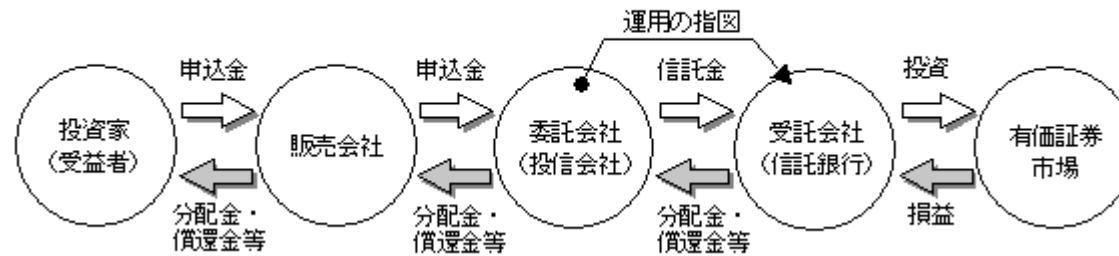 運用の指図
申込金
申込金
信託金
投資
投資家
(受益者)
販売会社
委託会社
(投信会社)
受託会社
(信託銀行)
有価証券
市場
分配金・
償還金等
分配金・
償還金等
分配金・
償還金等
損益